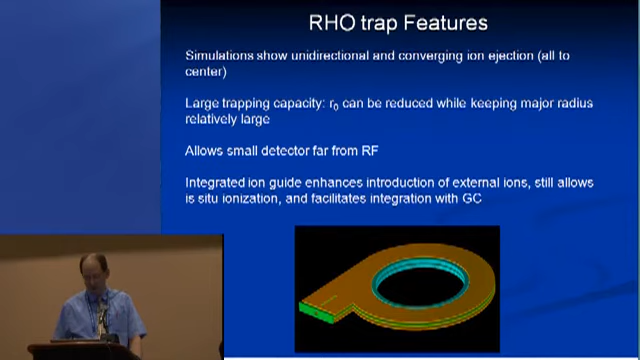 RHO trap Features
Simulations show unidirectional and converging ion ejection (all to
center)
Large trapping capacity: r0 can be reduced while keeping major radius
relatively large
Allows small detector far from RF
Integrated ion guide enhances introduction of external ions, still allows
is situ ionization, and facilitates integration with GC